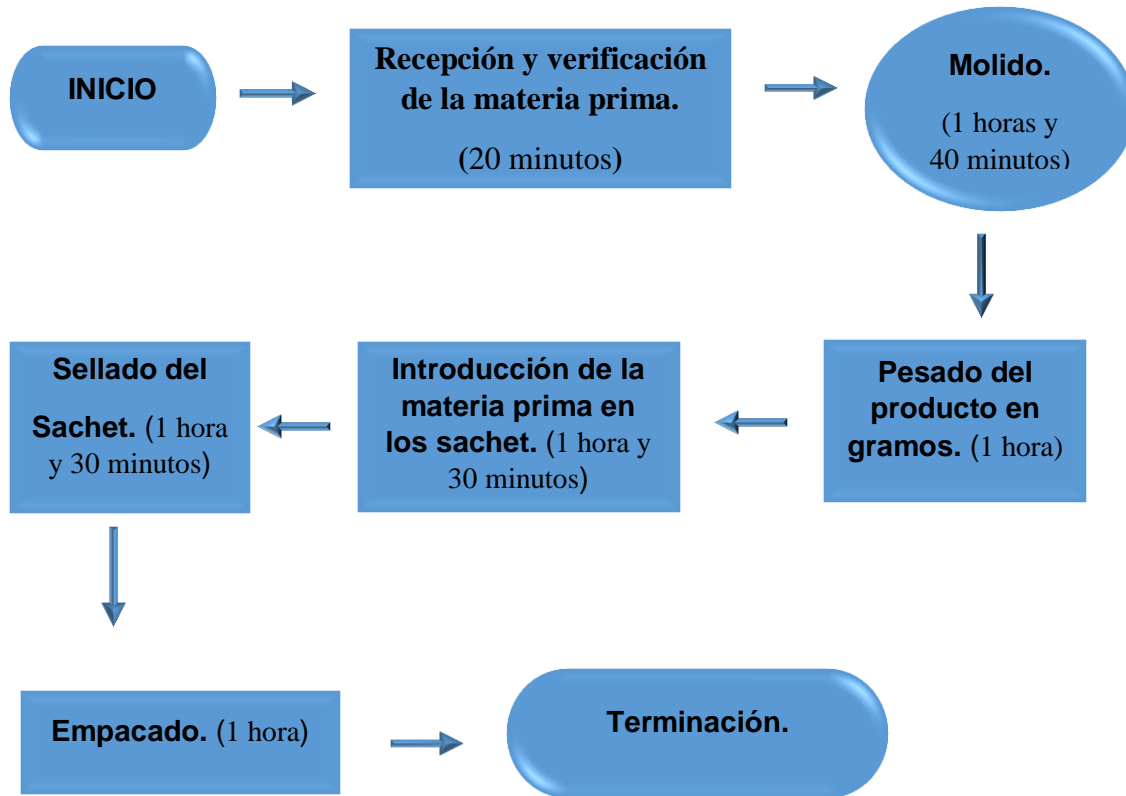 INICIO
Recepción y verificación
de la materia prima.
(20 minutos)
Molido.
(1 horas y
40 minutos)
Pesado del
producto en
gramos. (1 hora)
Introducción de la
materia prima en
los sachet. (1 hora y
30 minutos)
Sellado del
Sachet. (1 hora
y 30 minutos)
Empacado. (1 hora)
Terminación.